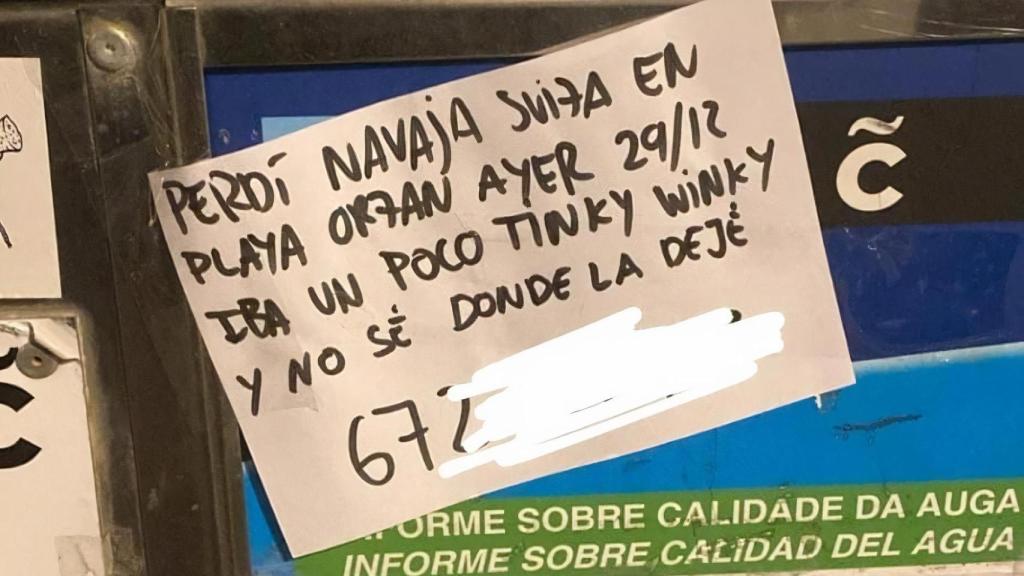 PERDÍ NAVAJA SUIZA EN
PLAYA ORZAN AYER 29/12
IBA UN POCO TINKY WINKY
Y NO SÉ DONDE LA DEJÉ
67
C̃
FORME SOBRE CALIDADE DA AUGA
INFORME SOBRE CALIDAD DEL AGUA